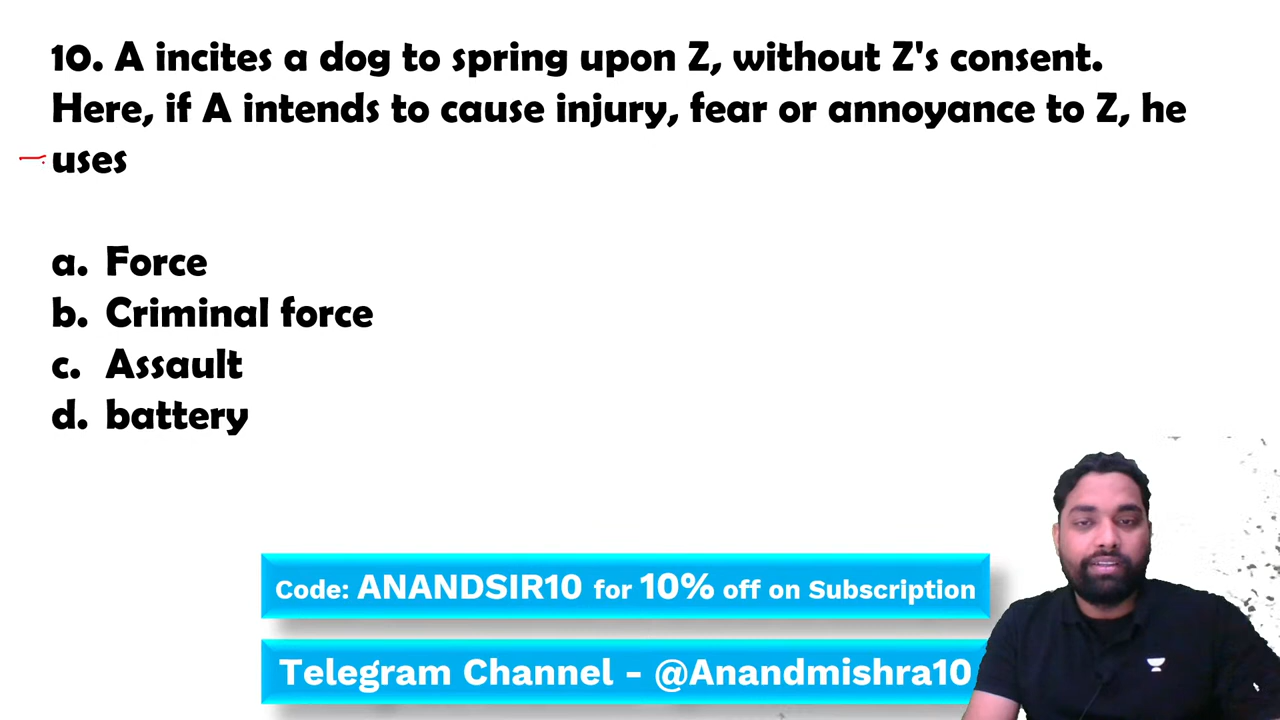 10. A incites a dog to spring upon Z, without Z's consent.
Here, if A intends to cause injury, fear or annoyance to Z, he
uses
a. Force
b. Criminal force
c. Assault
d. battery
Code: ANANDSIR10 for 10% off on Subscription
Telegram Channel - @Anandmishra10